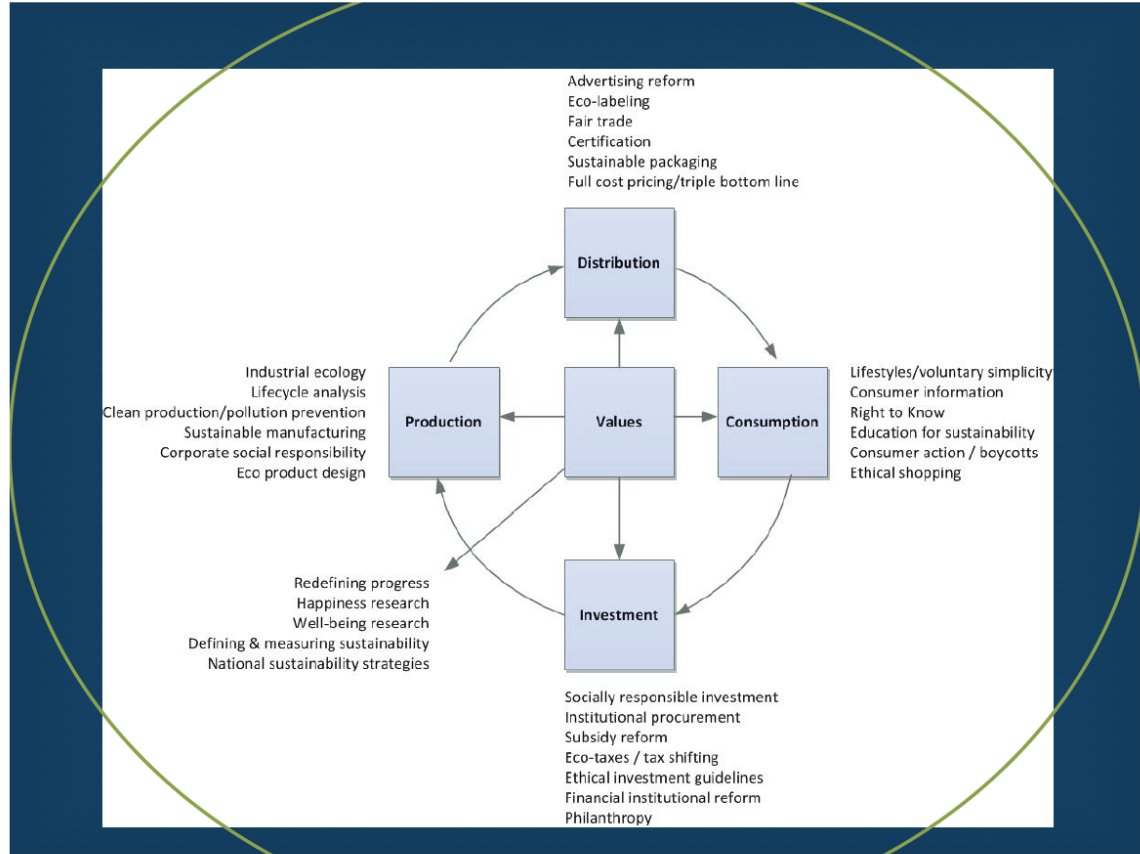 Advertising reform
Eco-labeling
Fair trade
Certification
Sustainable packaging
Full cost pricing/triple bottom line
Distribution
Industrial ecology
Lifecycle analysis
Clean production/pollution prevention
Sustainable manufacturing
Corporate social responsibility
Eco product design
Production
Values
Consumption
Lifestyles/voluntary simplicity
Consumer information
Right to Know
Education for sustainability
Consumer action / boycotts
Ethical shopping
Redefining progress
Happiness research
Well-being research
Defining & measuring sustainability
National sustainability strategies
Investment
Socially responsible investment
Institutional procurement
Subsidy reform
Eco-taxes / tax shifting
Ethical investment guidelines
Financial institutional reform
Philanthropy